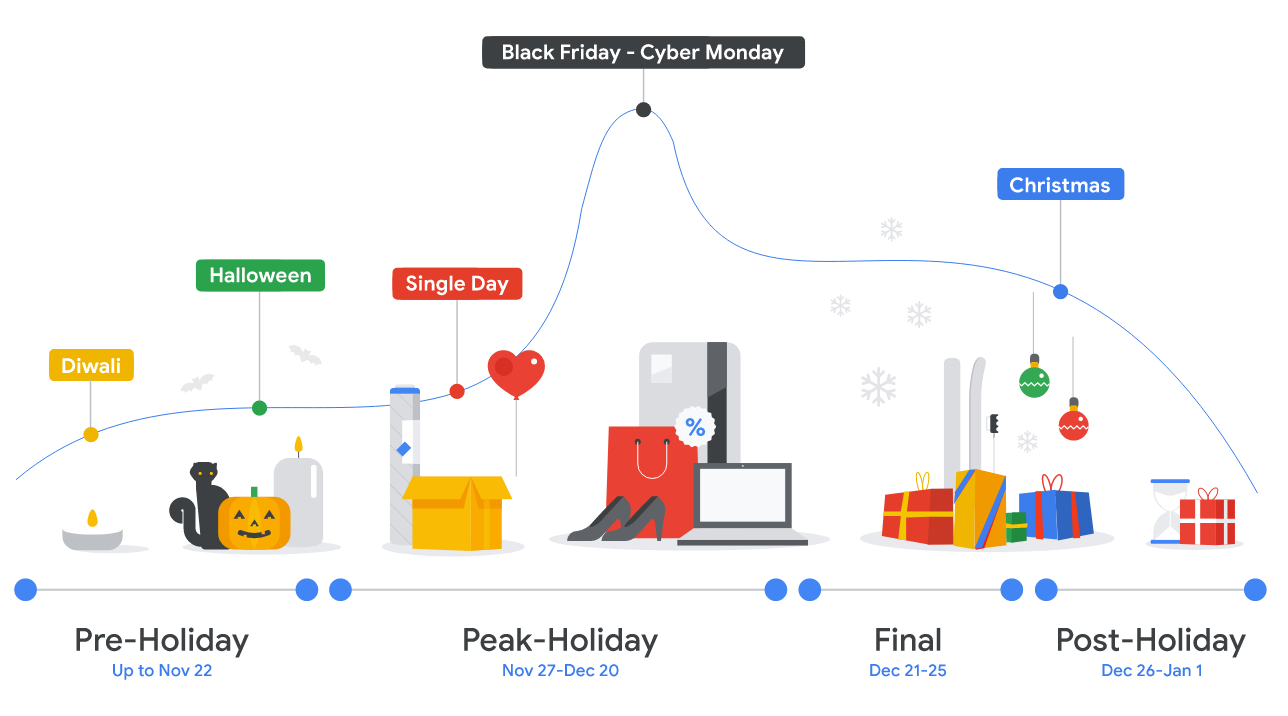 Black Friday - Cyber Monday
Christmas
Halloween
Single Day
Diwali
%
Pre-Holiday
Up to Nov 22
Peak-Holiday
Nov 27-Dec 20
Final
Dec 21-25
Post-Holiday
Dec 26-Jan 1